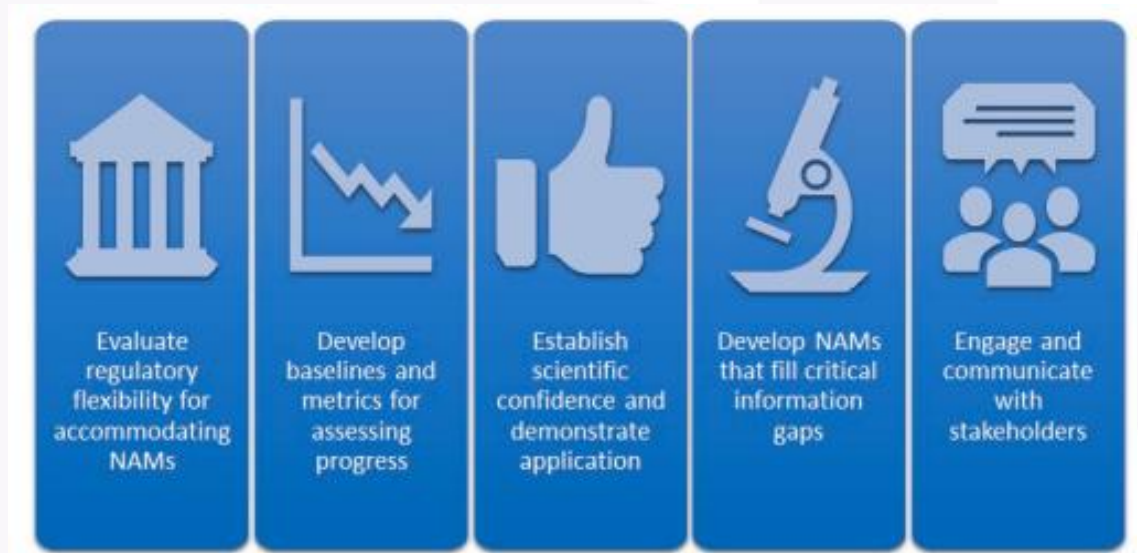 Evaluate
regulatory
flexibility for
accommodating
NAMs
Develop
baselines and
metrics for
assessing
progress
Establish
scientific
confidence and
demonstrate
application
Develop NAMs
that fill critical
information
gaps
Engage and
communicate
with
stakeholders